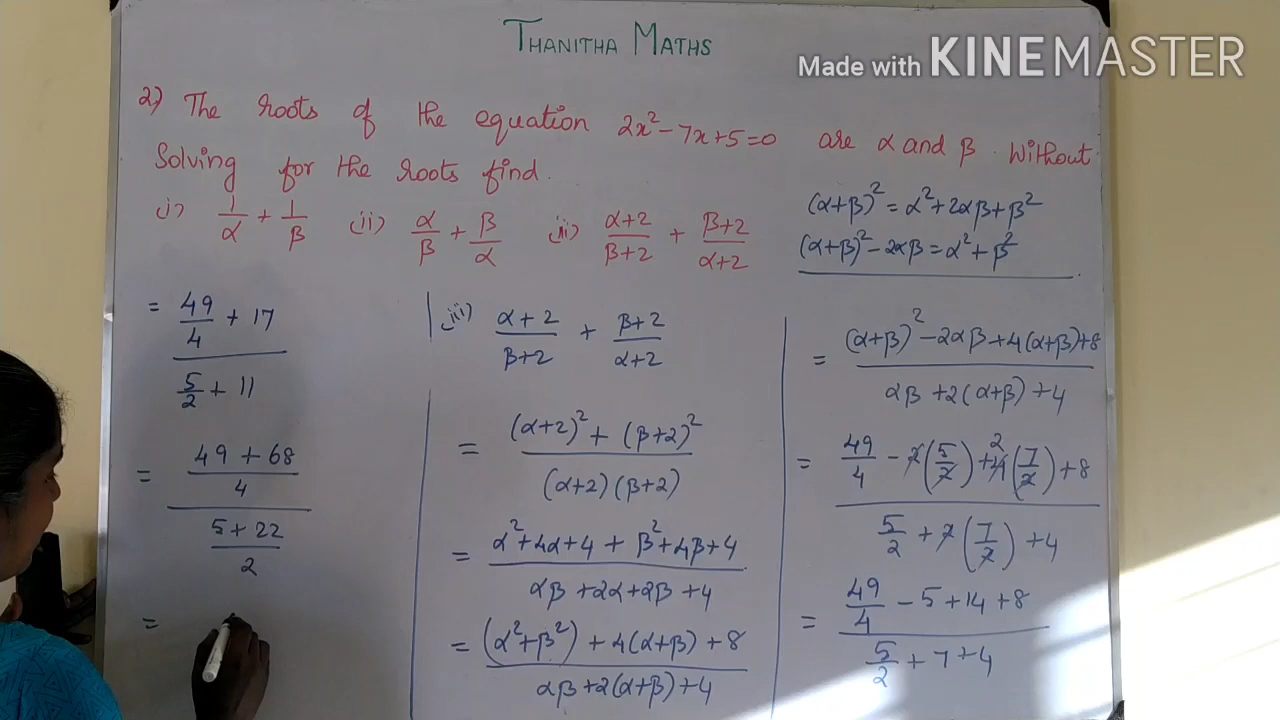 THANITHA MATHS
Made with KINEMASTER
2) The roots of the equation 2x² - 7x + 5 = 0 are α and β. Without
Solving for the roots find.
i) 1/α + 1/β ii) α/β + β/α iii) (α+2)/(β+2) + (β+2)/(α+2)
(α+β)² = α² + 2αβ + β²
(α+β)² - 2αβ = α² + β²
iii) (α+2)/(β+2) + (β+2)/(α+2)
= ((α+2)² + (β+2)²)/((α+2)(β+2))
= (α²+4α+4 + β²+4β+4)/(αβ+2α+2β+4)
= ((α²+β²) + 4(α+β) + 8)/(αβ+2(α+β)+4)
= ((α+β)² - 2αβ + 4(α+β) + 8)/(αβ + 2(α+β) + 4)
= (49/4 - 2(5/2) + 4(7/2) + 8)/(5/2 + 2(7/2) + 4)
= (49/4 - 5 + 14 + 8)/(5/2 + 7 + 4)
= (49/4 + 17)/(5/2 + 11)
= ((49 + 68)/4)/((5 + 22)/2)
=